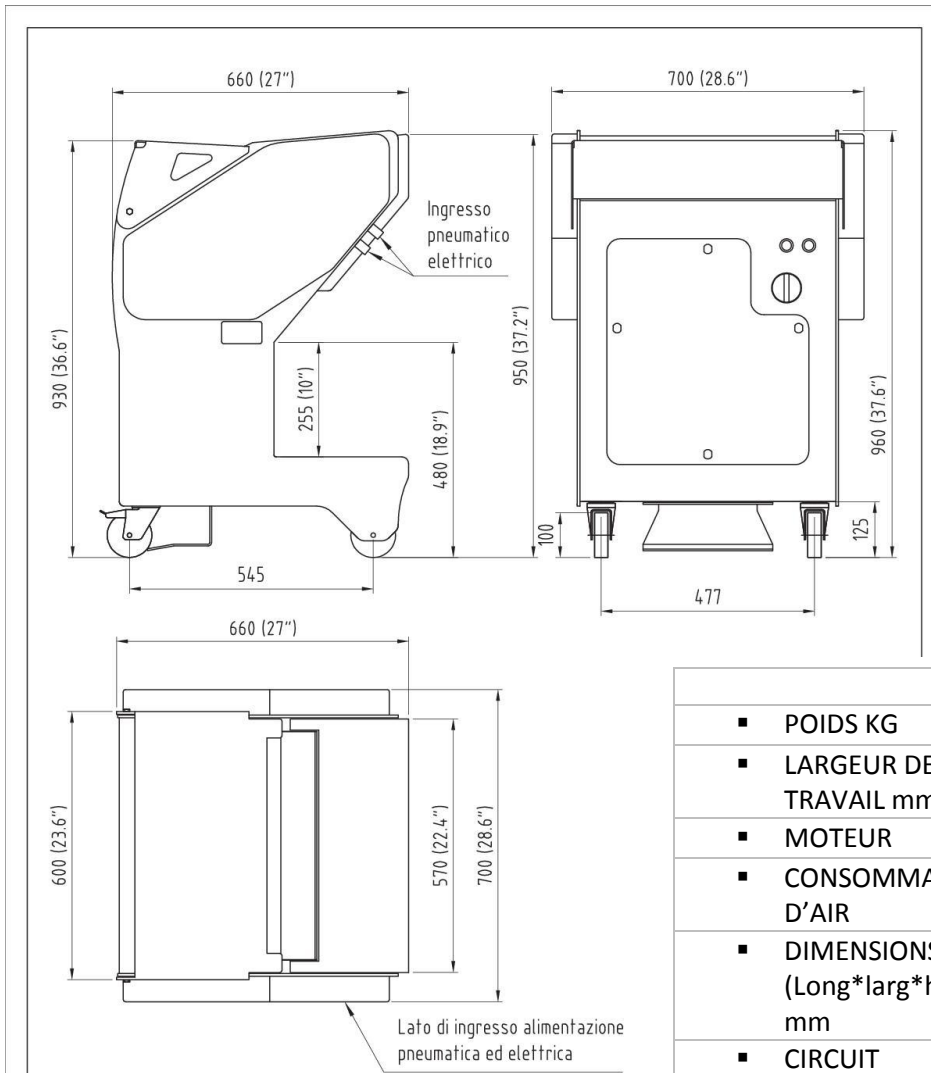 660 (27")
700 (28.6")
Ingresso
pneumatico
elettrico
930 (36.6")
255 (10")
480 (18.9")
950 (37.2")
960 (37.6")
100
125
545
477
660 (27")
600 (23.6")
570 (22.4")
700 (28.6")
Lato di ingresso alimentazione
pneumatica ed elettrica
▪ POIDS KG
▪ LARGEUR DE
TRAVAIL mm
▪ MOTEUR
▪ CONSOMMA
D'AIR
▪ DIMENSIONS
(Long*larg*h
mm
▪ CIRCUIT